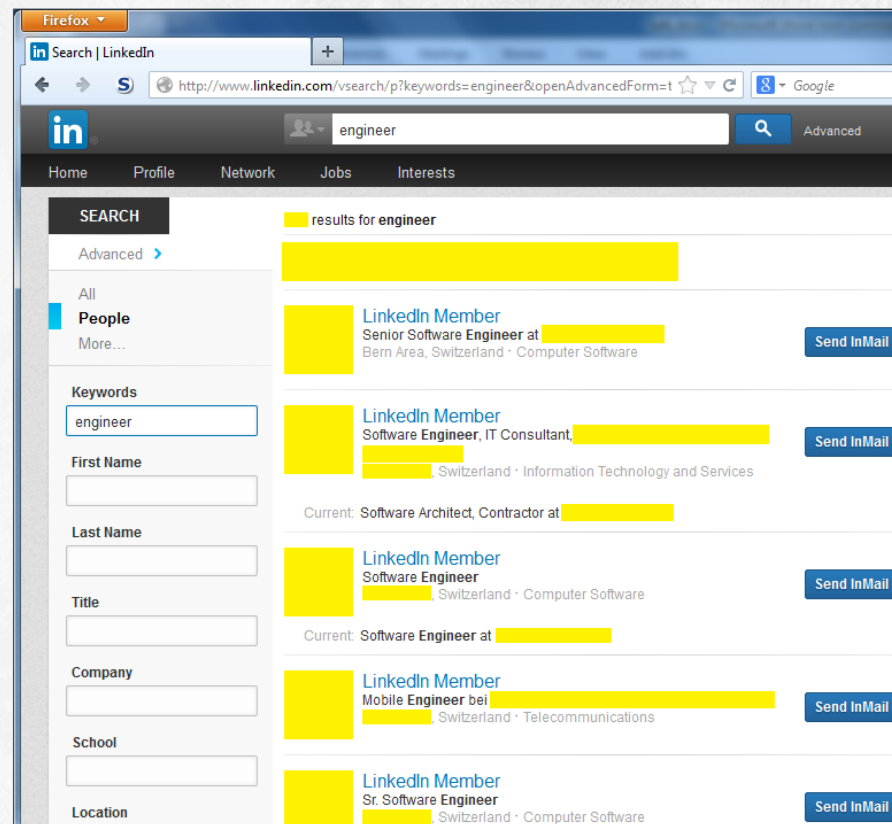 Firefox
in Search | LinkedIn
+
S http://www.linkedin.com/vsearch/p?keywords=engineer&openAdvancedForm=t 8 Google
in engineer Advanced
Home Profile Network Jobs Interests
SEARCH
Advanced >
All
People
More...
Keywords
engineer
First Name
Last Name
Title
Company
School
Location
results for engineer
LinkedIn Member
Senior Software Engineer at
Bern Area, Switzerland · Computer Software
Send InMail
LinkedIn Member
Software Engineer, IT Consultant,
, Switzerland · Information Technology and Services
Current: Software Architect, Contractor at
Send InMail
LinkedIn Member
Software Engineer
, Switzerland · Computer Software
Current: Software Engineer at
Send InMail
LinkedIn Member
Mobile Engineer bei
, Switzerland · Telecommunications
Send InMail
LinkedIn Member
Sr. Software Engineer
, Switzerland · Computer Software
Send InMail